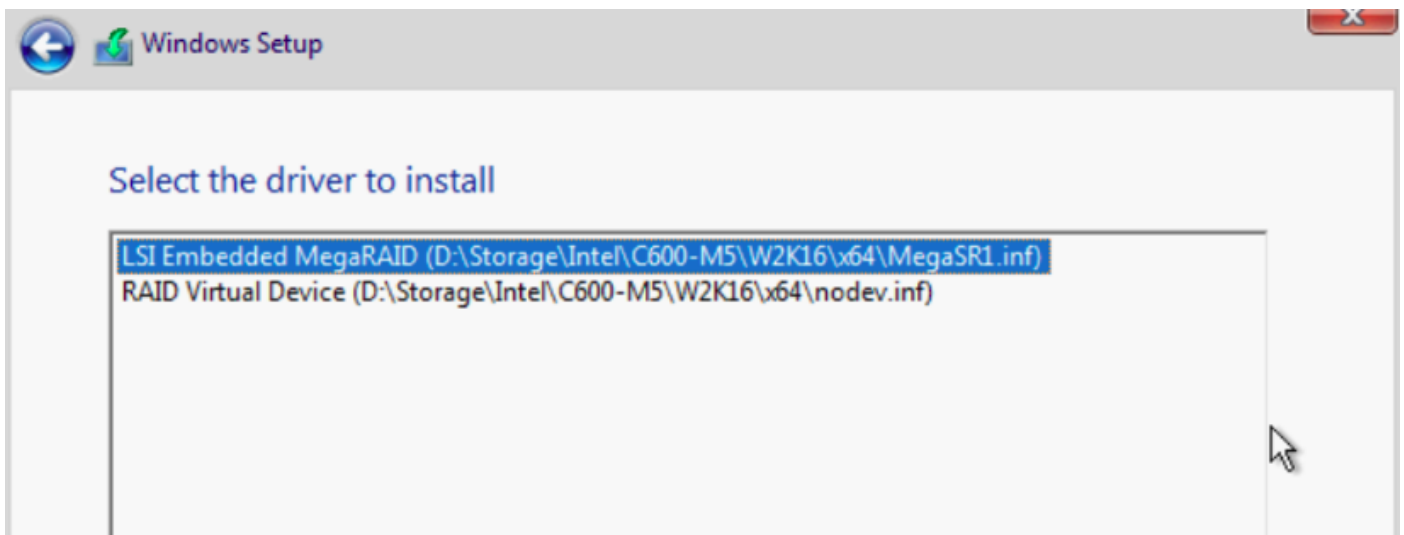 Windows Setup
Select the driver to install
LSI Embedded MegaRAID (D:\Storage\Intel\C600-M5\W2K16\x64\MegaSR1.inf)
RAID Virtual Device (D:\Storage\Intel\C600-M5\W2K16\x64\nodev.inf)